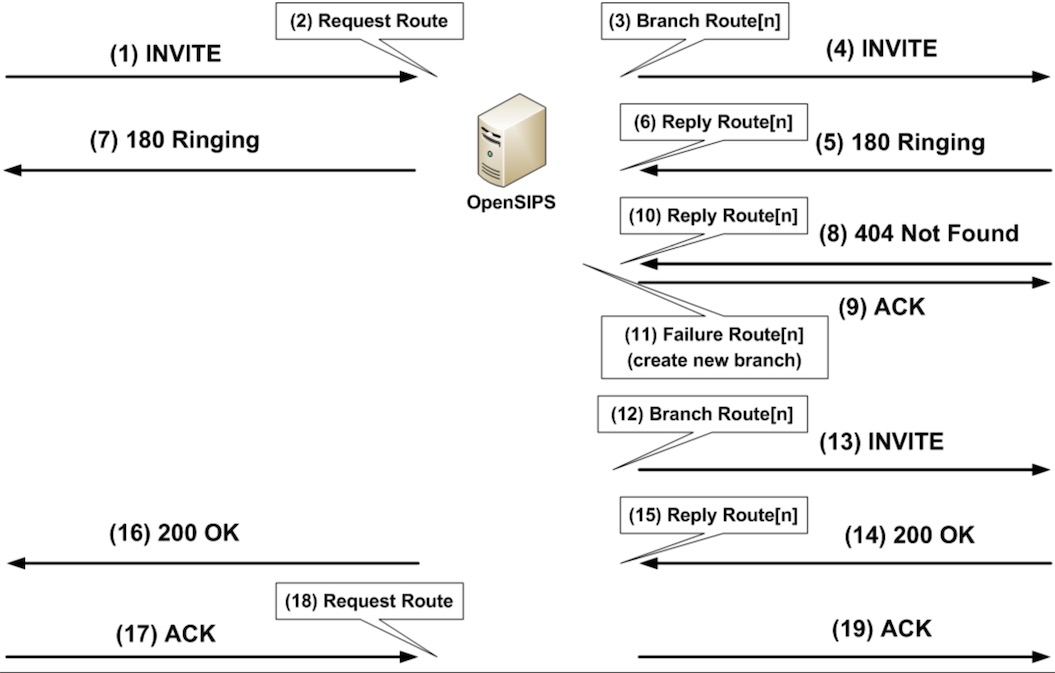 (2) Request Route
(3) Branch Route[n]
(1) INVITE
(4) INVITE
(6) Reply Route[n]
(7) 180 Ringing
(5) 180 Ringing
OpenSIPS
(10) Reply Route[n]
(8) 404 Not Found
(9) ACK
(11) Failure Route[n]
(create new branch)
(12) Branch Route[n]
(13) INVITE
(15) Reply Route[n]
(16) 200 OK
(14) 200 OK
(18) Request Route
(17) ACK
(19) ACK